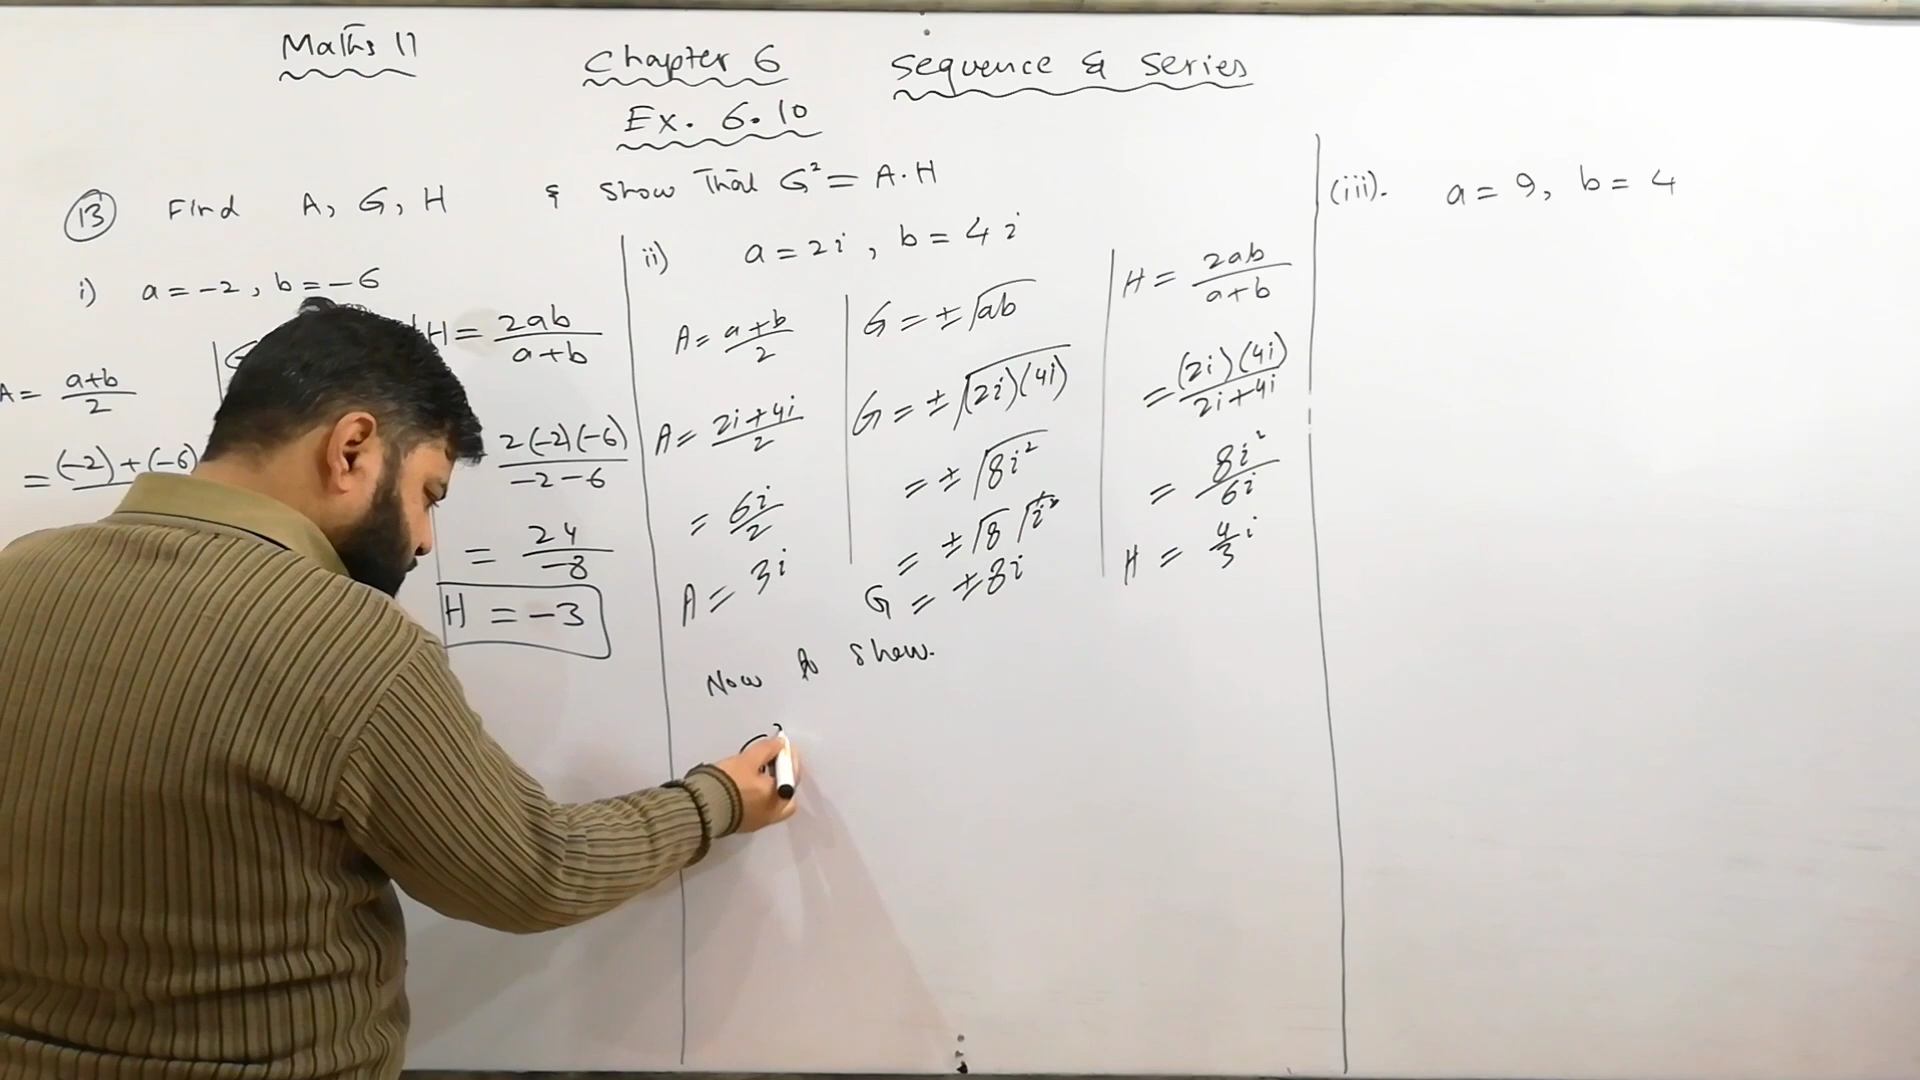 Maths 11
Chapter 6
Sequence & Series
Ex. 6.10
13 Find A, G, H & Show That G² = A.H
i) a = -2, b = -6
A = a+b/2
= (-2) + (-6)
H = 2ab/a+b
2(-2)(-6)/-2-6
= 24/-8
H = -3
ii) a = 2i, b = 4i
A = a+b/2
A = 2i+4i/2
= 6i/2
A = 3i
G = ±√ab
G = ±√(2i)(4i)
= ±√8i²
= ±√8 √i²
G = ±8i
H = 2ab/a+b
= (2i)(4i)/2i+4i
= 8i²/6i
H = 4/3 i
Now to show.
(iii). a = 9, b = 4